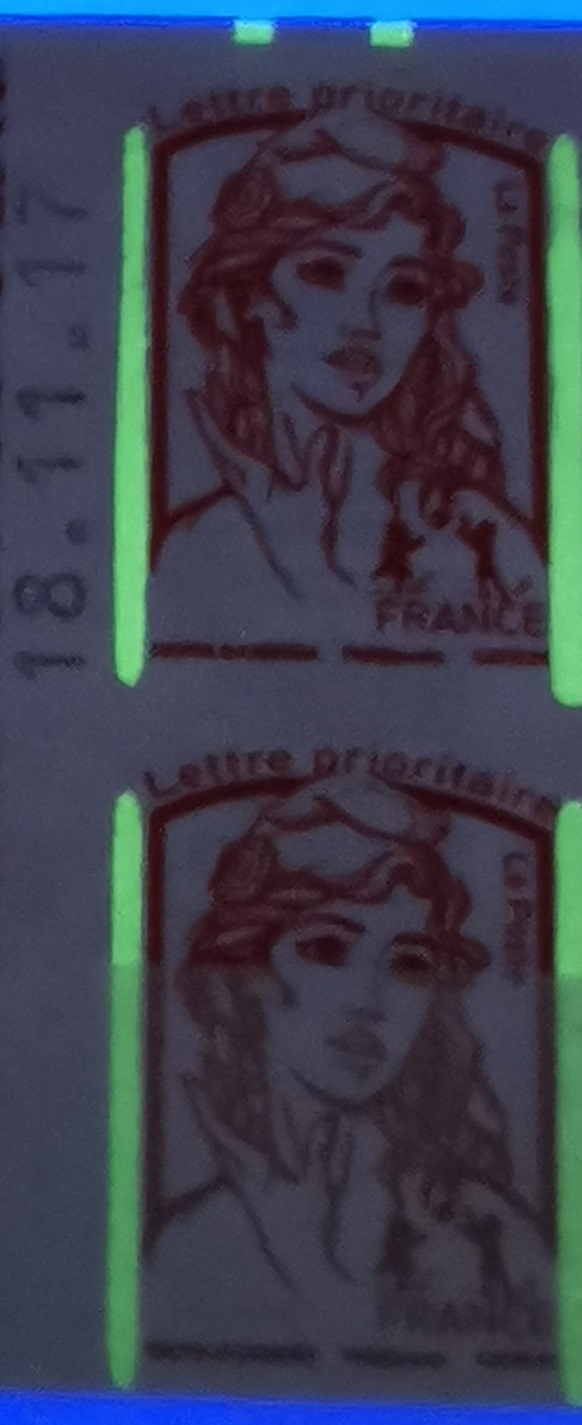 18.11.17
Lettre prioritaire
La Poste
FRANCE
Lettre prioritaire
La Poste
FRANCE